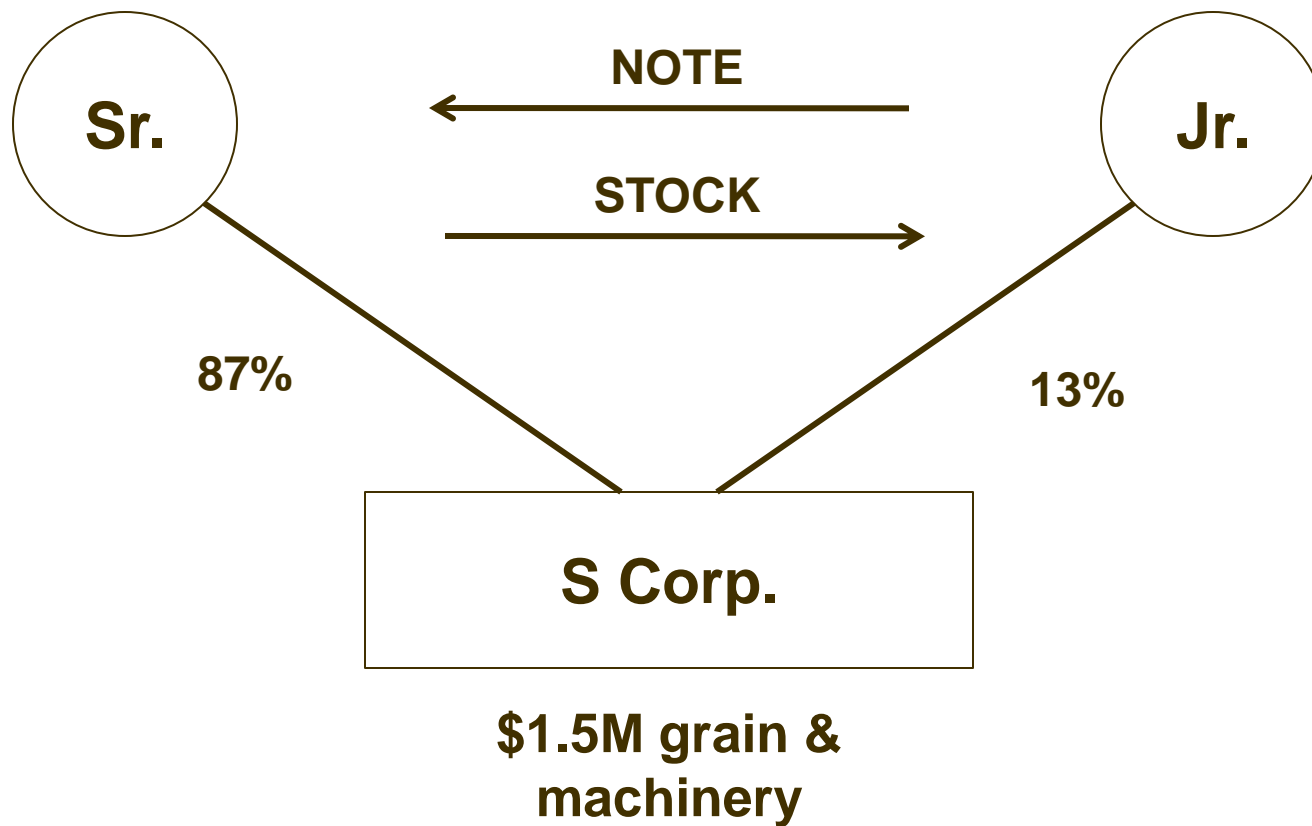 NOTE
Sr.
Jr.
STOCK
87%
13%
S Corp.
$1.5M grain &
machinery